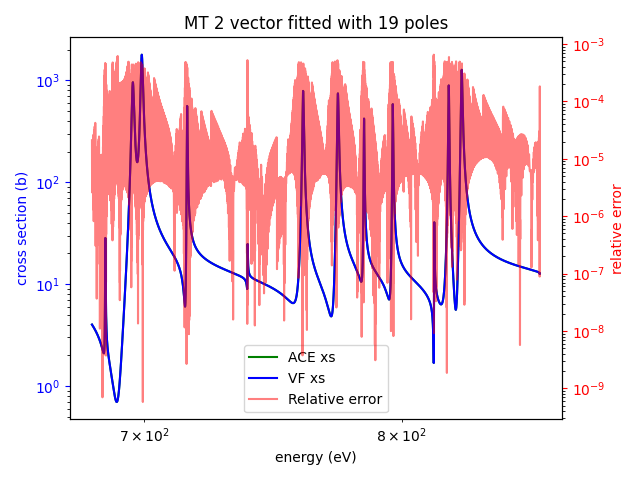 MT 2 vector fitted with 19 poles
10³
10²
10¹
10⁰
cross section (b)
10⁻³
10⁻⁴
10⁻⁵
10⁻⁶
10⁻⁷
10⁻⁸
10⁻⁹
relative error
ACE xs
VF xs
Relative error
7 × 10²
8 × 10²
energy (eV)